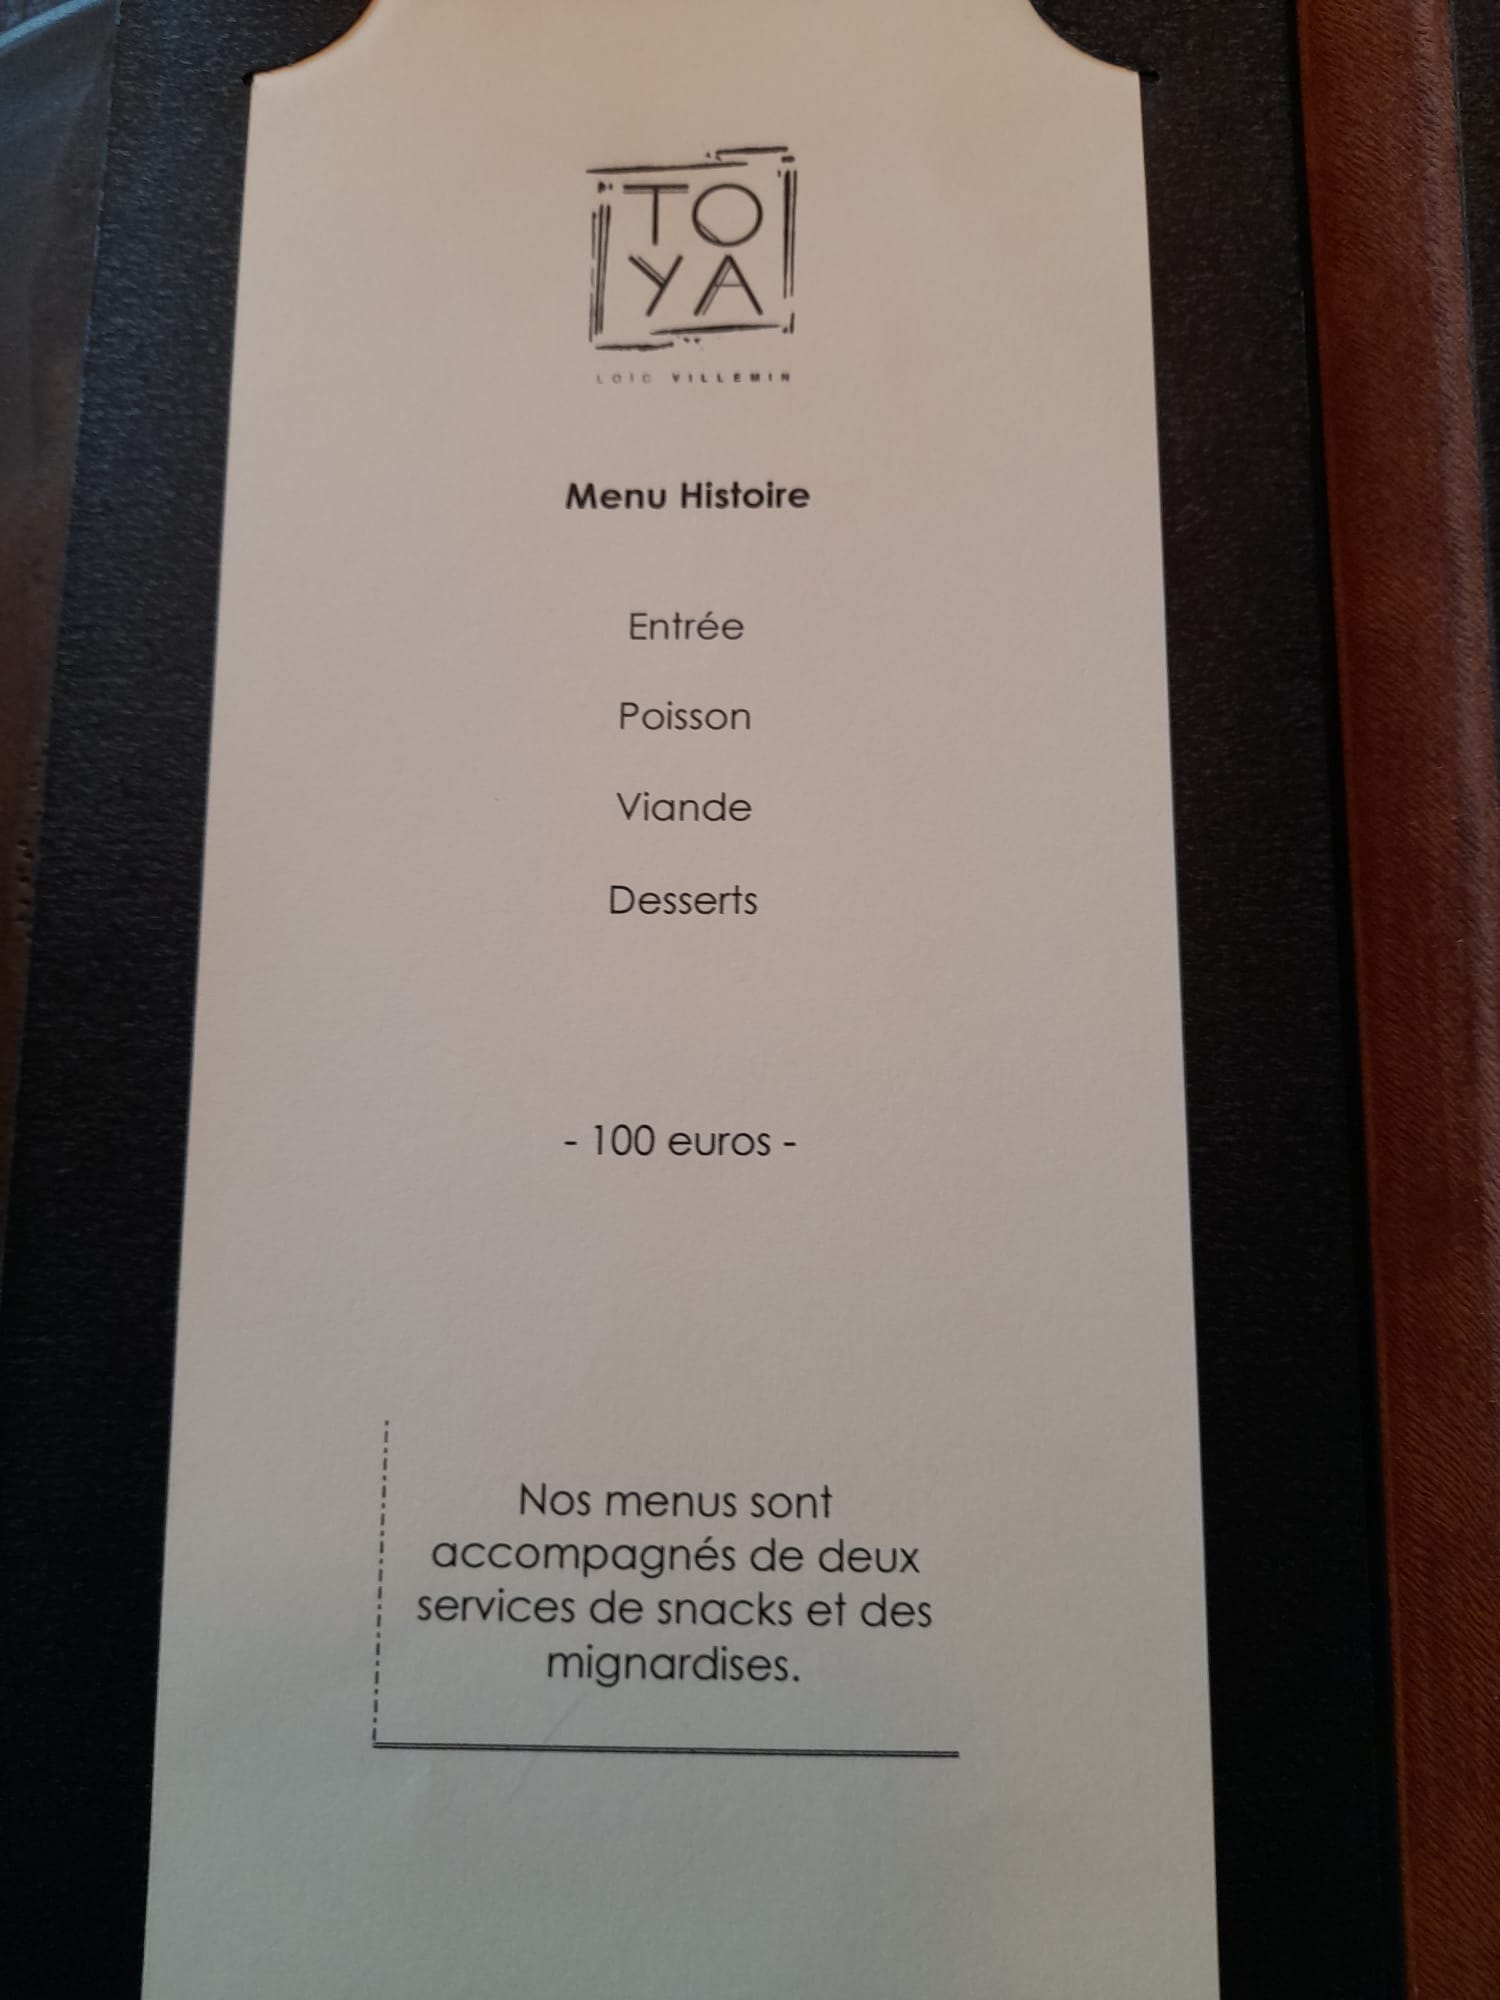 TO
YA
LOÏC VILLEMIN
Menu Histoire
Entrée
Poisson
Viande
Desserts
- 100 euros -
Nos menus sont
accompagnés de deux
services de snacks et des
mignardises.